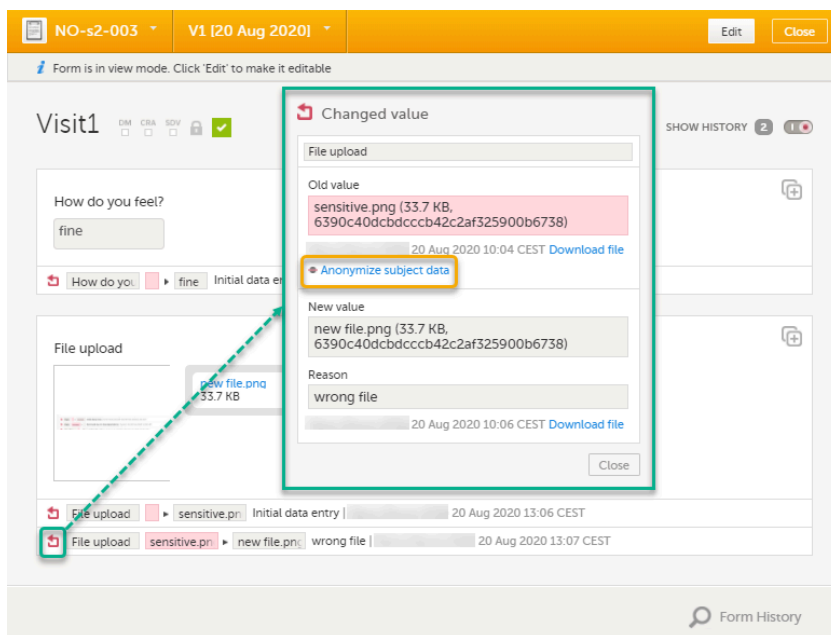 NO-s2-003
V1 [20 Aug 2020]
Edit
Close
i Form is in view mode. Click 'Edit' to make it editable
Visit1
DM CRA SDV
SHOW HISTORY 2
How do you feel?
fine
How do you fine Initial data er
File upload
new file.png
33.7 KB
File upload sensitive.pn Initial data entry | 20 Aug 2020 13:06 CEST
File upload sensitive.pn new file.png wrong file | 20 Aug 2020 13:07 CEST
Changed value
File upload
Old value
sensitive.png (33.7 KB,
6390c40dcbdcccb42c2af325900b6738)
20 Aug 2020 10:04 CEST Download file
Anonymize subject data
New value
new file.png (33.7 KB,
6390c40dcbdcccb42c2af325900b6738)
Reason
wrong file
20 Aug 2020 10:06 CEST Download file
Close
Form History